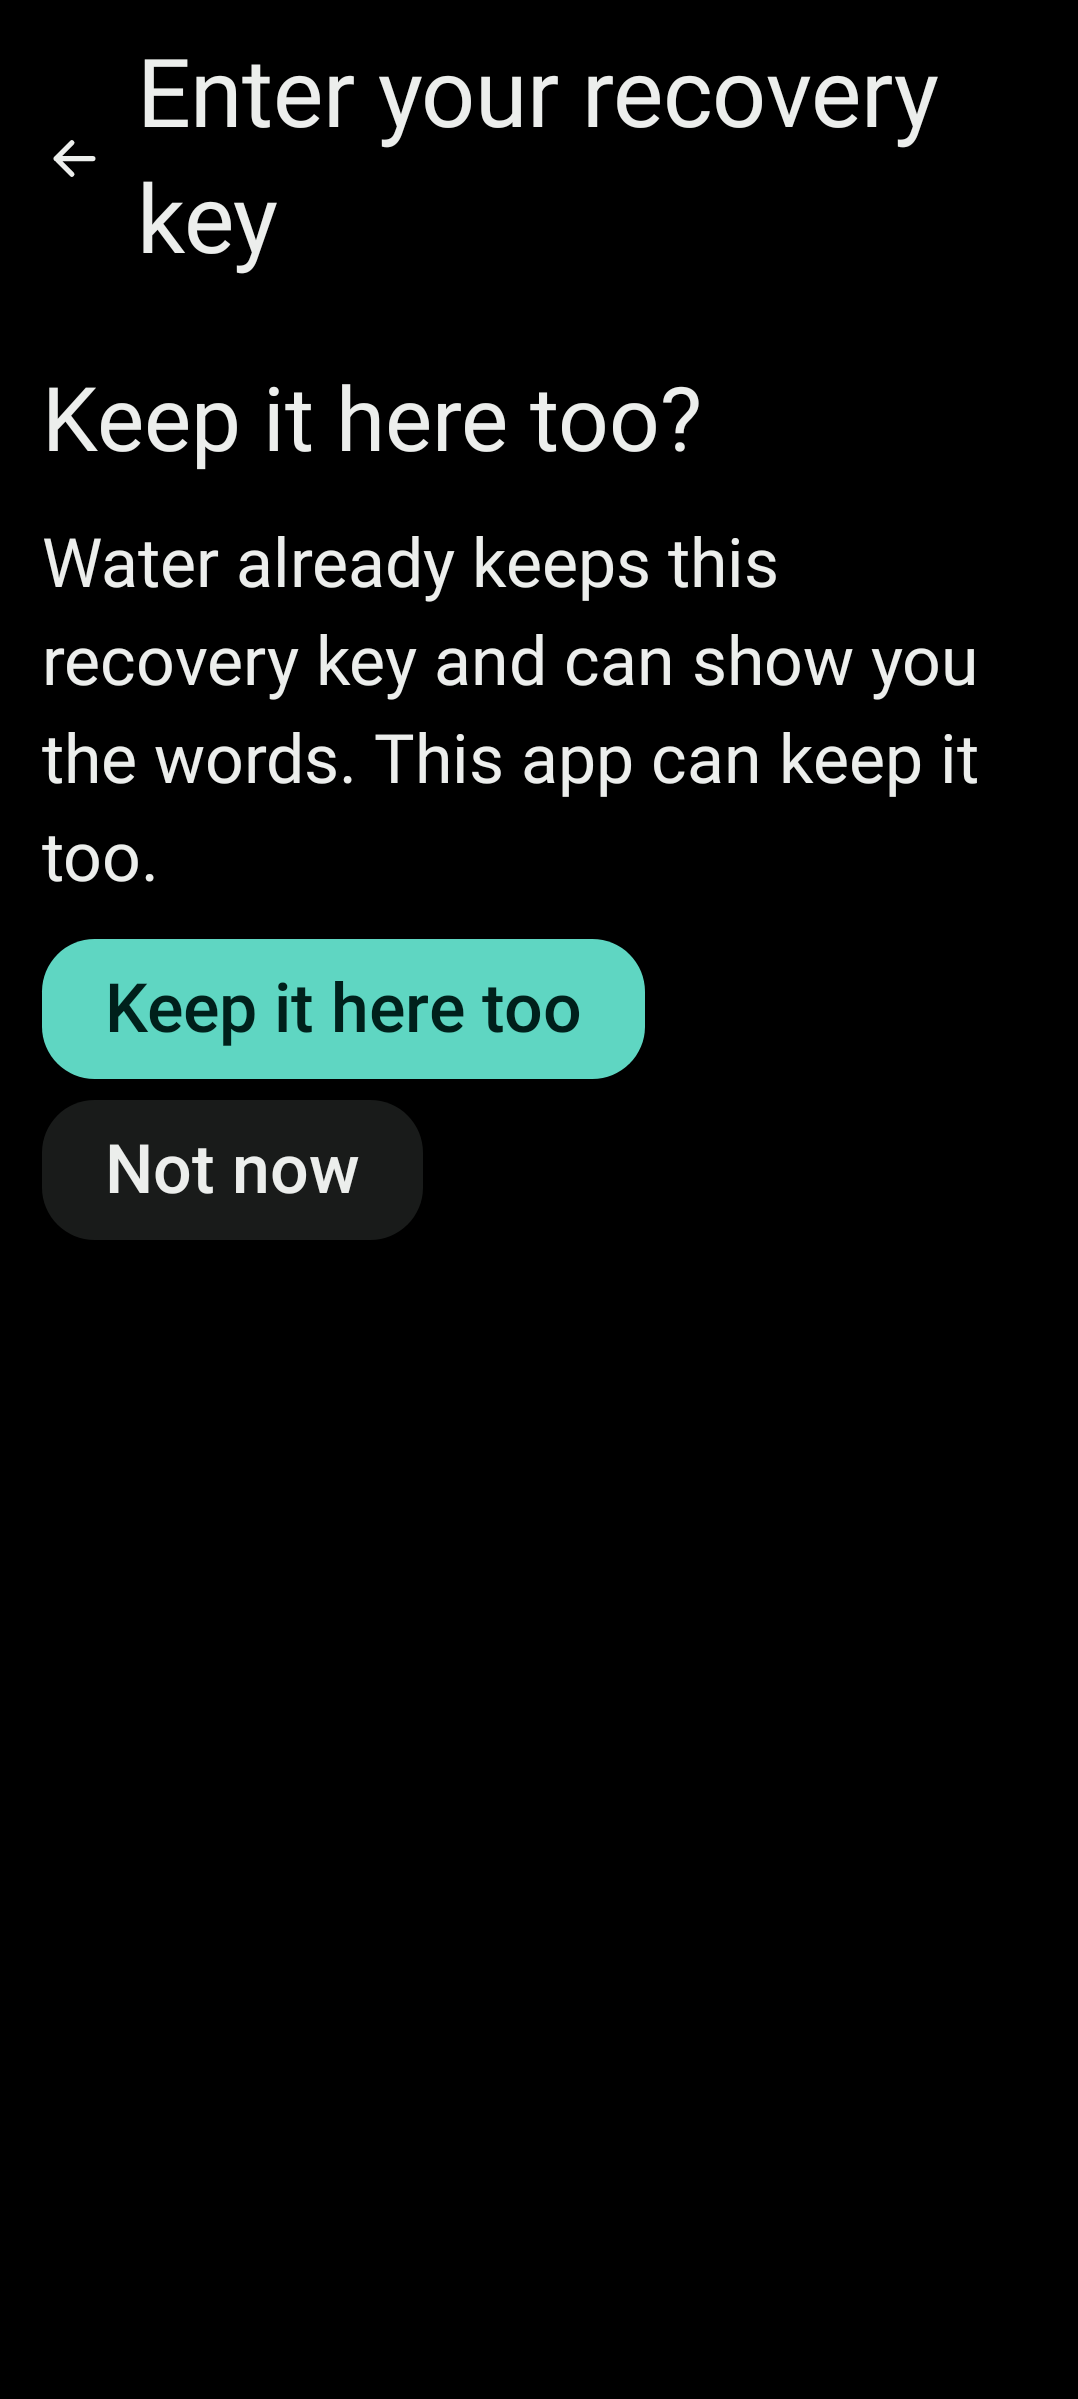 Enter your recovery
key
Keep it here too?
Water already keeps this
recovery key and can show you
the words. This app can keep it
too.
Keep it here too
Not now